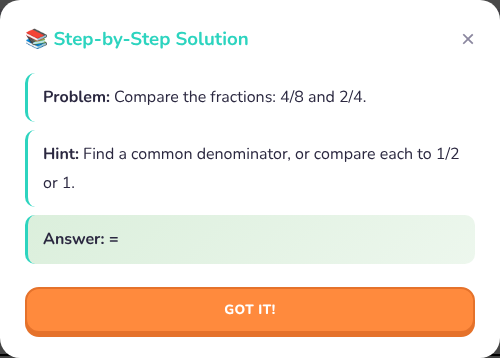 📚 Step-by-Step Solution ×
Problem: Compare the fractions: 4/8 and 2/4.
Hint: Find a common denominator, or compare each to 1/2
or 1.
Answer: =
GOT IT!